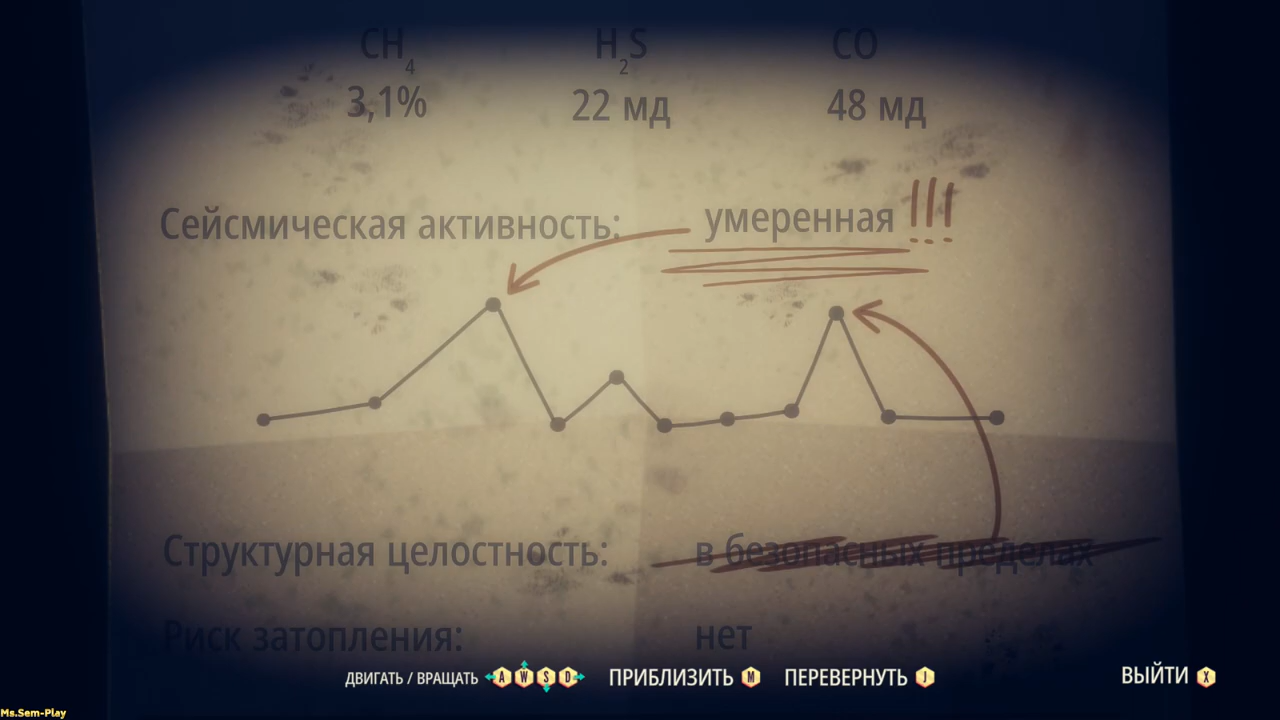 CH4 H2S CO
3,1% 22 мд 48 мд
Сейсмическая активность: умеренная !!!
Структурная целостность: в безопасных пределах
Риск затопления: нет
ДВИГАТЬ / ВРАЩАТЬ A W S D ПРИБЛИЗИТЬ M ПЕРЕВЕРНУТЬ J ВЫЙТИ X
Ms.Sem-Play